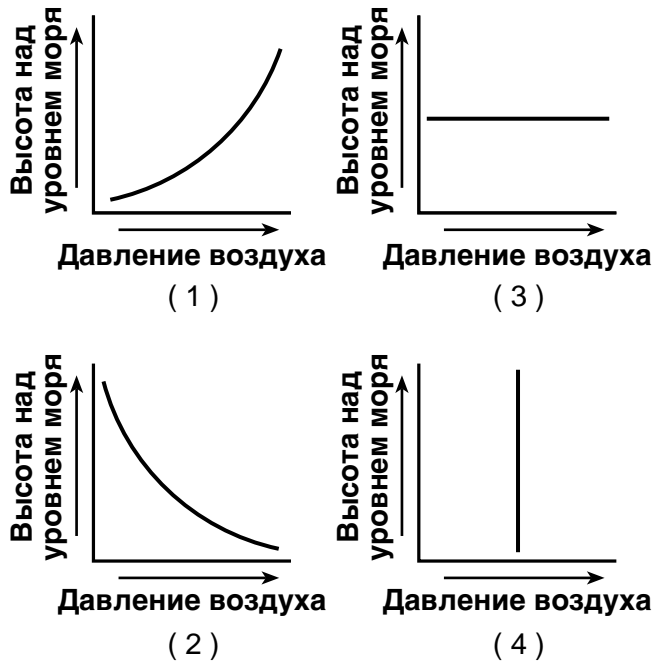 Высота над
уровнем моря
Давление воздуха
( 1 )
Высота над
уровнем моря
Давление воздуха
( 3 )
Высота над
уровнем моря
Давление воздуха
( 2 )
Высота над
уровнем моря
Давление воздуха
( 4 )